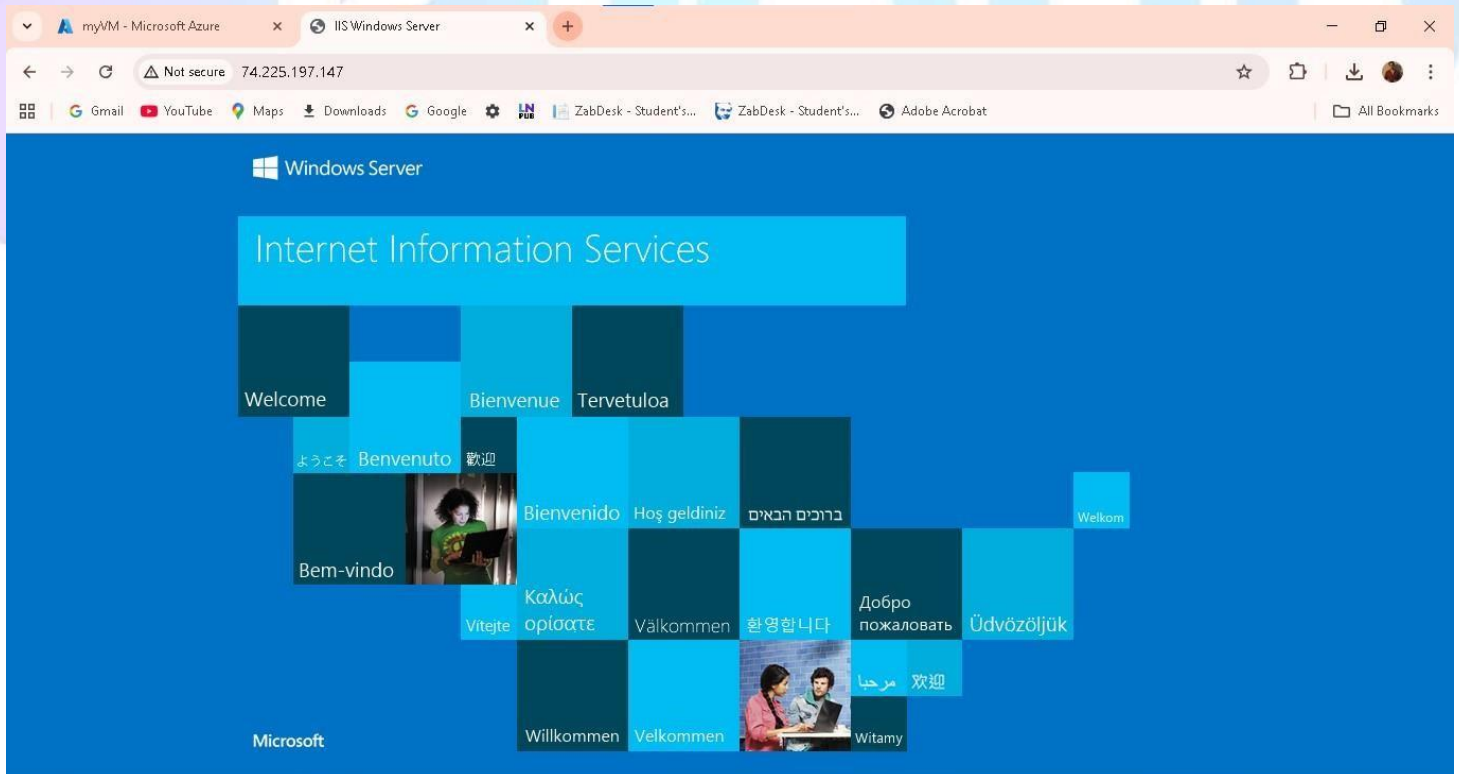 myVM - Microsoft Azure
IIS Windows Server
Not secure
74.225.197.147
Gmail
YouTube
Maps
Downloads
Google
LN PUB
ZabDesk - Student's...
ZabDesk - Student's...
Adobe Acrobat
All Bookmarks
Windows Server
Internet Information Services
Welcome
Bienvenue
Tervetuloa
ようこそ
Benvenuto
歡迎
Bienvenido
Hoş geldiniz
ברוכים הבאים
Welkom
Bem-vindo
Vítejte
Καλώς
ορίσατε
Välkommen
환영합니다
Добро
пожаловать
Üdvözöljük
مرحبا
欢迎
Willkommen
Velkommen
Witamy
Microsoft